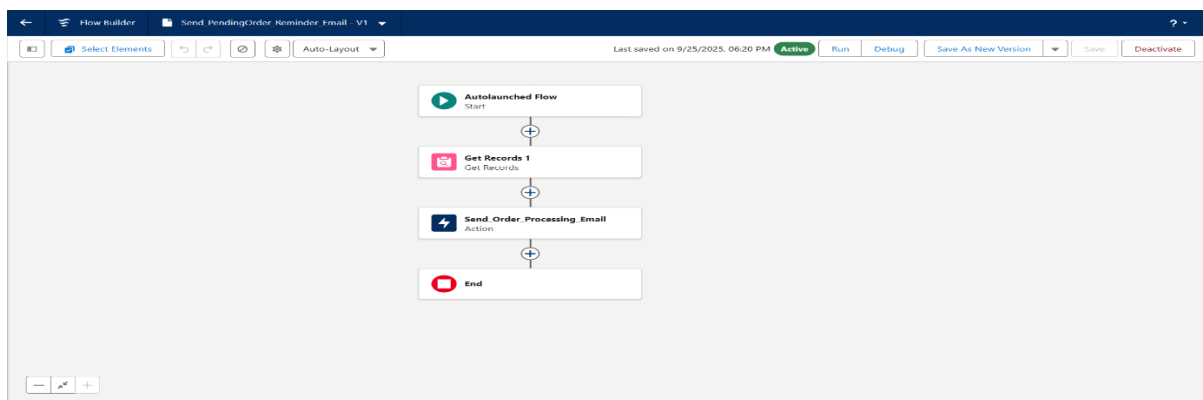 Flow Builder Send_PendingOrder_Reminder_Email - V1 ?
Select Elements Auto-Layout Last saved on 9/25/2025, 06:20 PM Active Run Debug Save As New Version Save Deactivate
Autolaunched Flow
Start
Get Records 1
Get Records
Send_Order_Processing_Email
Action
End